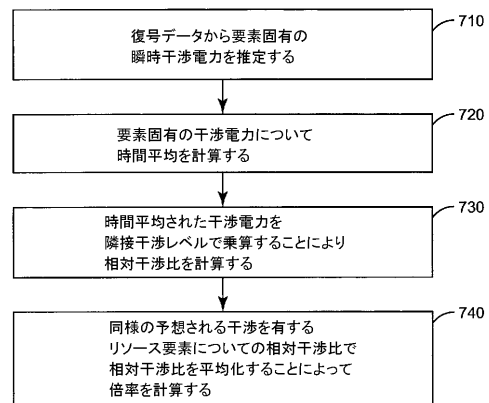 復号データから要素固有の
瞬時干渉電力を推定する
710
要素固有の干渉電力について
時間平均を計算する
720
時間平均された干渉電力を
隣接干渉レベルで乗算することにより
相対干渉比を計算する
730
同様の予想される干渉を有する
リソース要素についての相対干渉比で
相対干渉比を平均化することによって
倍率を計算する
740